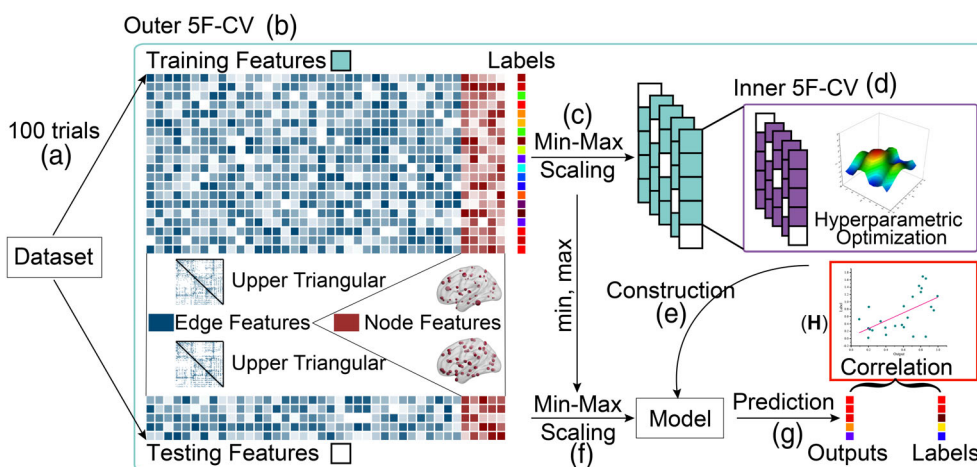 Outer 5F-CV (b)
Training Features
Labels
100 trials
(a)
Dataset
(c)
Min-Max
Scaling
Inner 5F-CV (d)
Hyperparametric
Optimization
Upper Triangular
Edge Features
Node Features
Upper Triangular
min, max
Construction
(e)
(H)
Label
Output
Correlation
Min-Max
Scaling
(f)
Model
Prediction
(g)
Outputs
Labels
Testing Features